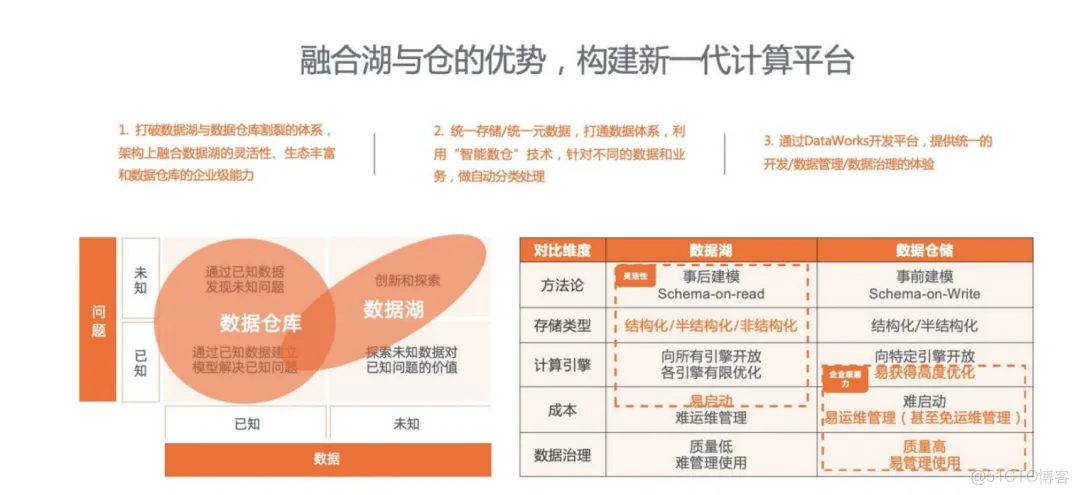 融合湖与仓的优势，构建新一代计算平台
1. 打破数据湖与数据仓库割裂的体系，
架构上融合数据湖的灵活性、生态丰富
和数据仓库的企业级能力
2. 统一存储/统一元数据，打通数据体系，利
用“智能数仓”技术，针对不同的数据和业
务，做自动分类处理
3. 通过DataWorks开发平台，提供统一的
开发/数据管理/数据治理的体验
问题
未知
已知
通过已知数据
发现未知问题
创新和探索
数据仓库
数据湖
通过已知数据建立
模型解决已知问题
探索未知数据对
已知问题的价值
已知
未知
数据
对比维度
数据湖
数据仓储
方法论
灵活性
事后建模
Schema-on-read
事前建模
Schema-on-Write
存储类型
结构化/半结构化/非结构化
结构化/半结构化
计算引擎
向所有引擎开放
各引擎有限优化
向特定引擎开放
易获得高度优化
企业级能
力
成本
易启动
难运维管理
难启动
易运维管理（甚至免运维管理）
数据治理
质量低
难管理使用
质量高
易管理使用
@51CTO博客